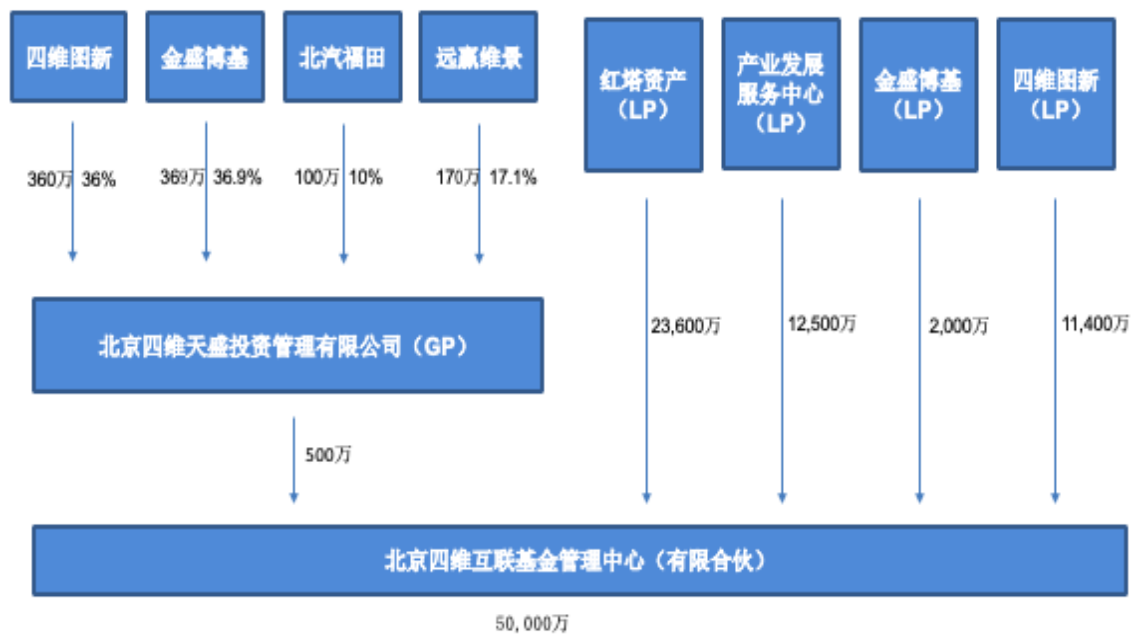 四维图新
金盛博基
北汽福田
远赢维景
红塔资产
（LP）
产业发展
服务中心
（LP）
金盛博基
（LP）
四维图新
（LP）
360万 36%
369万 36.9%
100万 10%
170万 17.1%
北京四维天盛投资管理有限公司（GP）
23,600万
12,500万
2,000万
11,400万
500万
北京四维互联基金管理中心（有限合伙）
50,000万